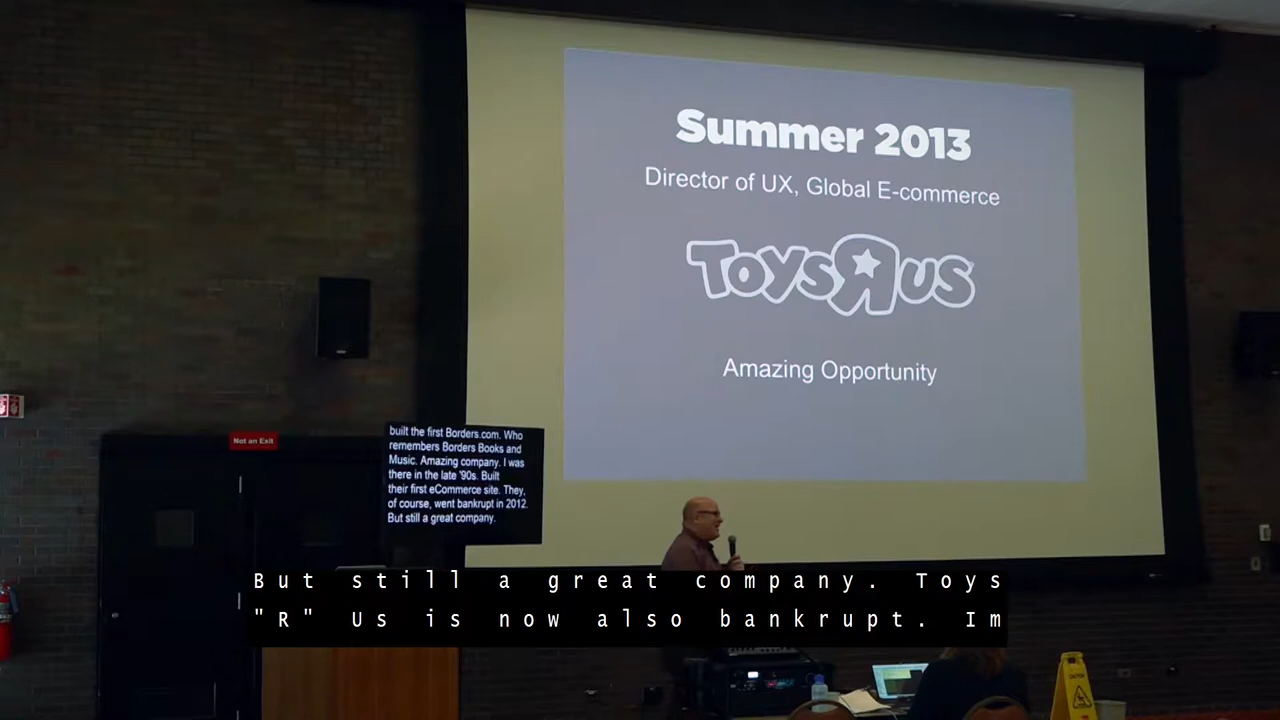 Summer 2013
Director of UX, Global E-commerce
Toys R us
Amazing Opportunity
Not an Exit
built the first Borders.com. Who
remembers Borders Books and
Music. Amazing company. I was
there in the late '90s. Built
their first eCommerce site. They,
of course, went bankrupt in 2012.
But still a great company.
But still a great company. Toys
"R" Us is now also bankrupt. Im
CAUTION